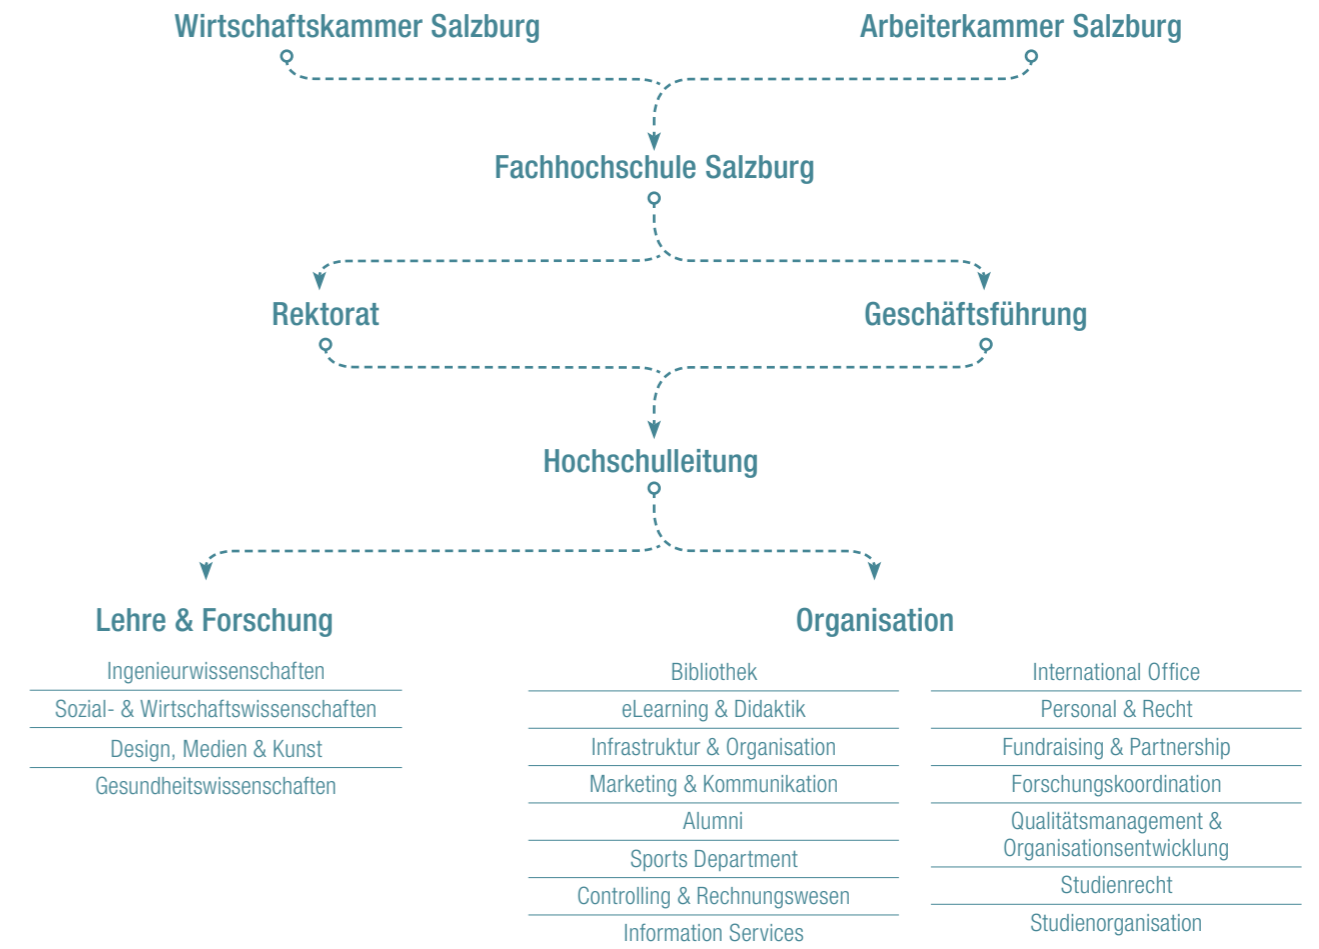 Wirtschaftskammer Salzburg
Arbeiterkammer Salzburg
Fachhochschule Salzburg
Rektorat
Geschäftsführung
Hochschulleitung
Lehre & Forschung
Ingenieurwissenschaften
Sozial- & Wirtschaftswissenschaften
Design, Medien & Kunst
Gesundheitswissenschaften
Organisation
Bibliothek
eLearning & Didaktik
Infrastruktur & Organisation
Marketing & Kommunikation
Alumni
Sports Department
Controlling & Rechnungswesen
Information Services
International Office
Personal & Recht
Fundraising & Partnership
Forschungskoordination
Qualitätsmanagement &
Organisationsentwicklung
Studienrecht
Studienorganisation